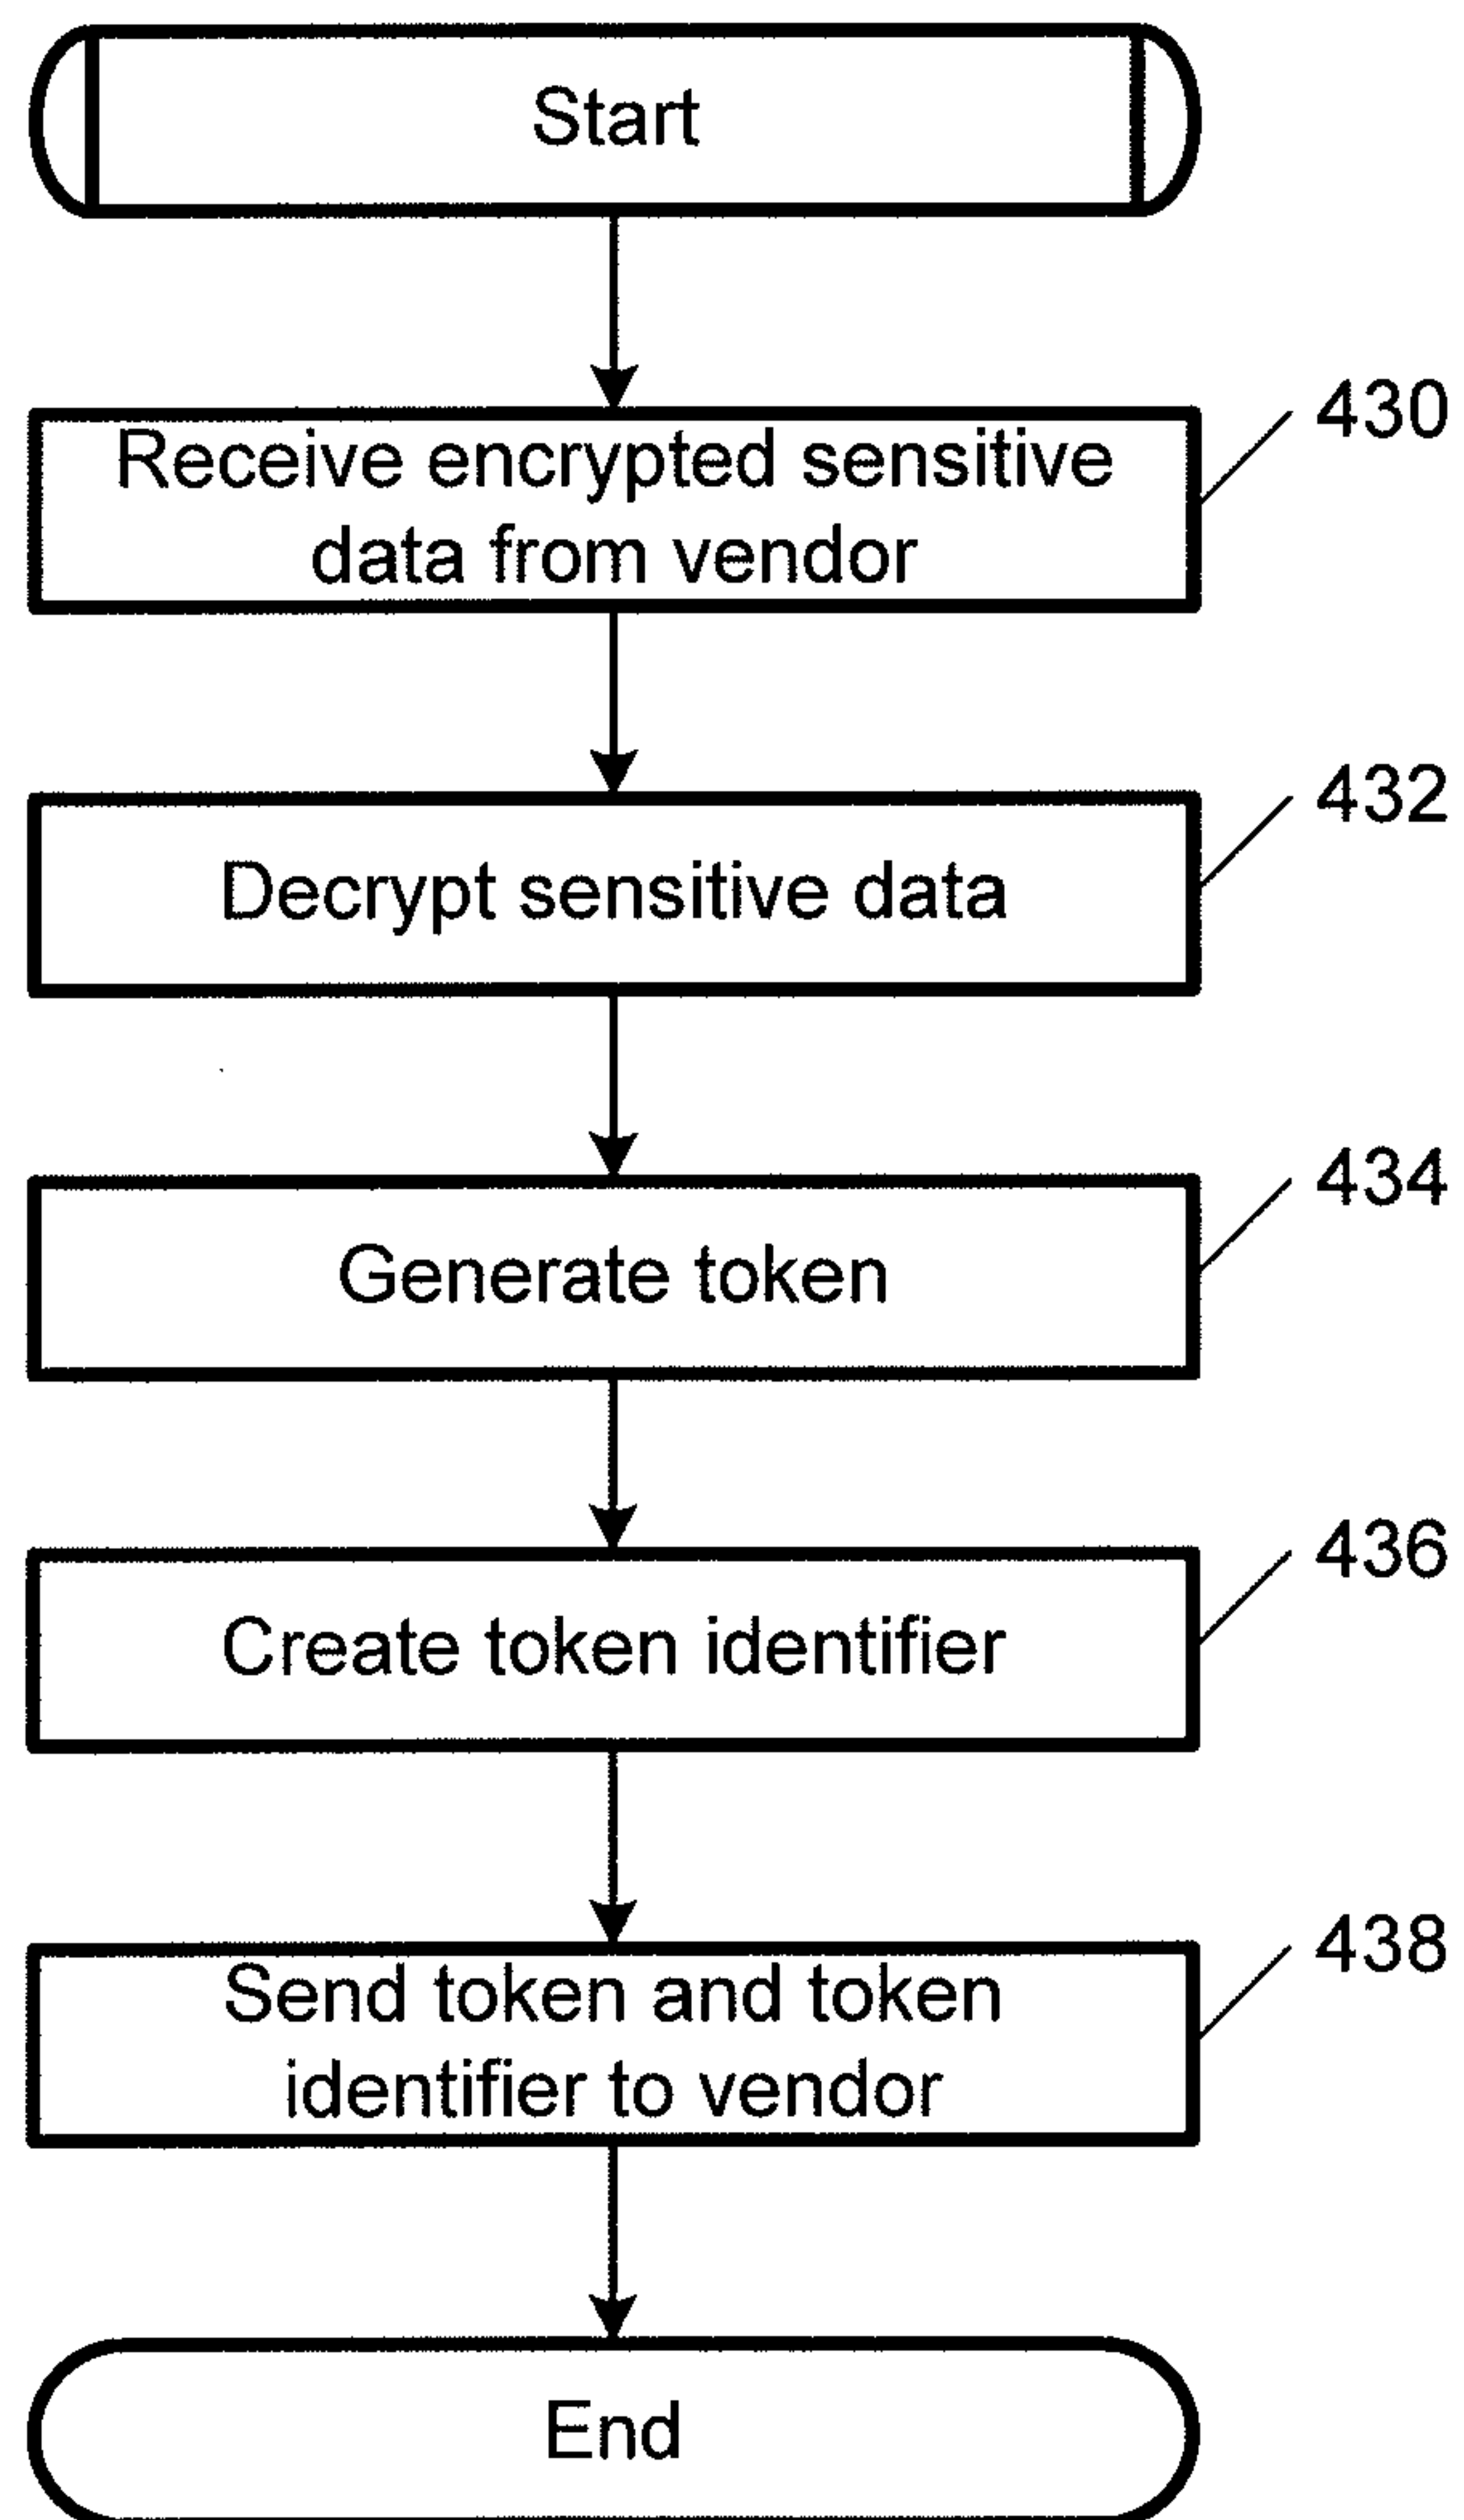 Start
Receive encrypted sensitive
data from vendor
430
Decrypt sensitive data
432
Generate token
434
Create token identifier
436
Send token and token
identifier to vendor
438
End